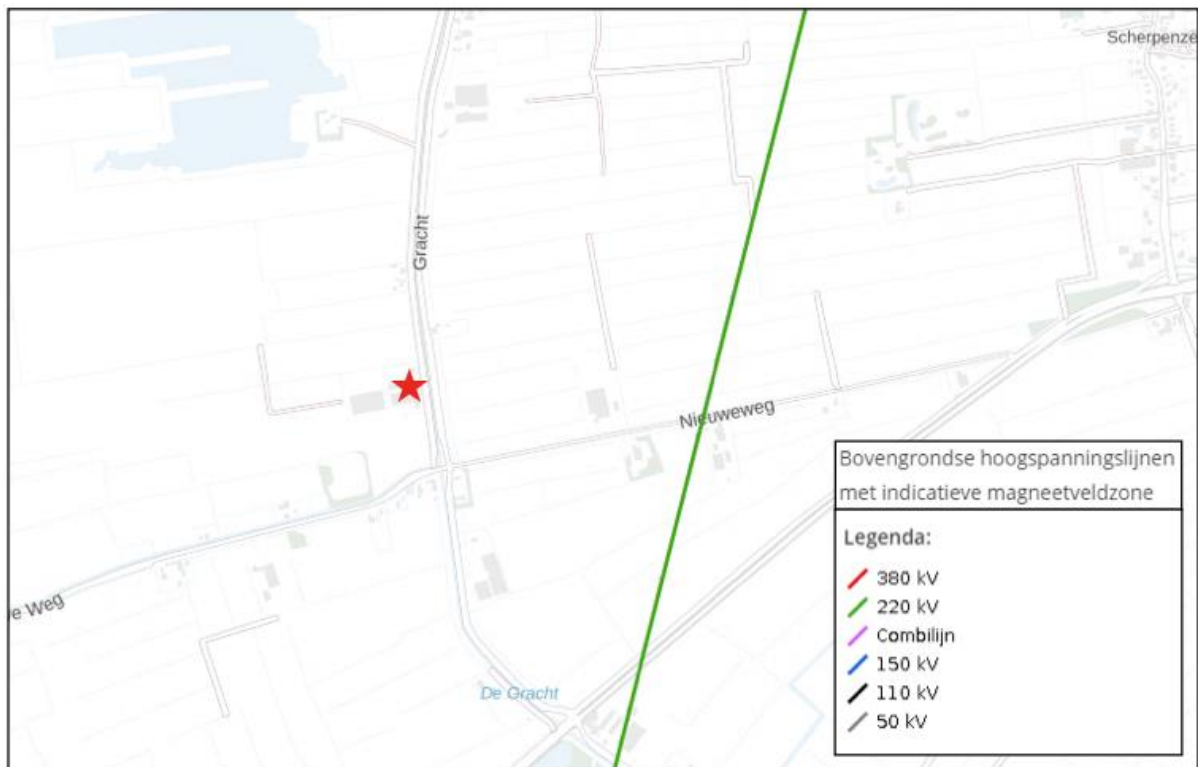 Scherpenze
Gracht
Nieuweweg
ve Weg
De Gracht
Bovengrondse hoogspanningslijnen
met indicatieve magneetveldzone
Legenda:
380 kV
220 kV
Combilijn
150 kV
110 kV
50 kV